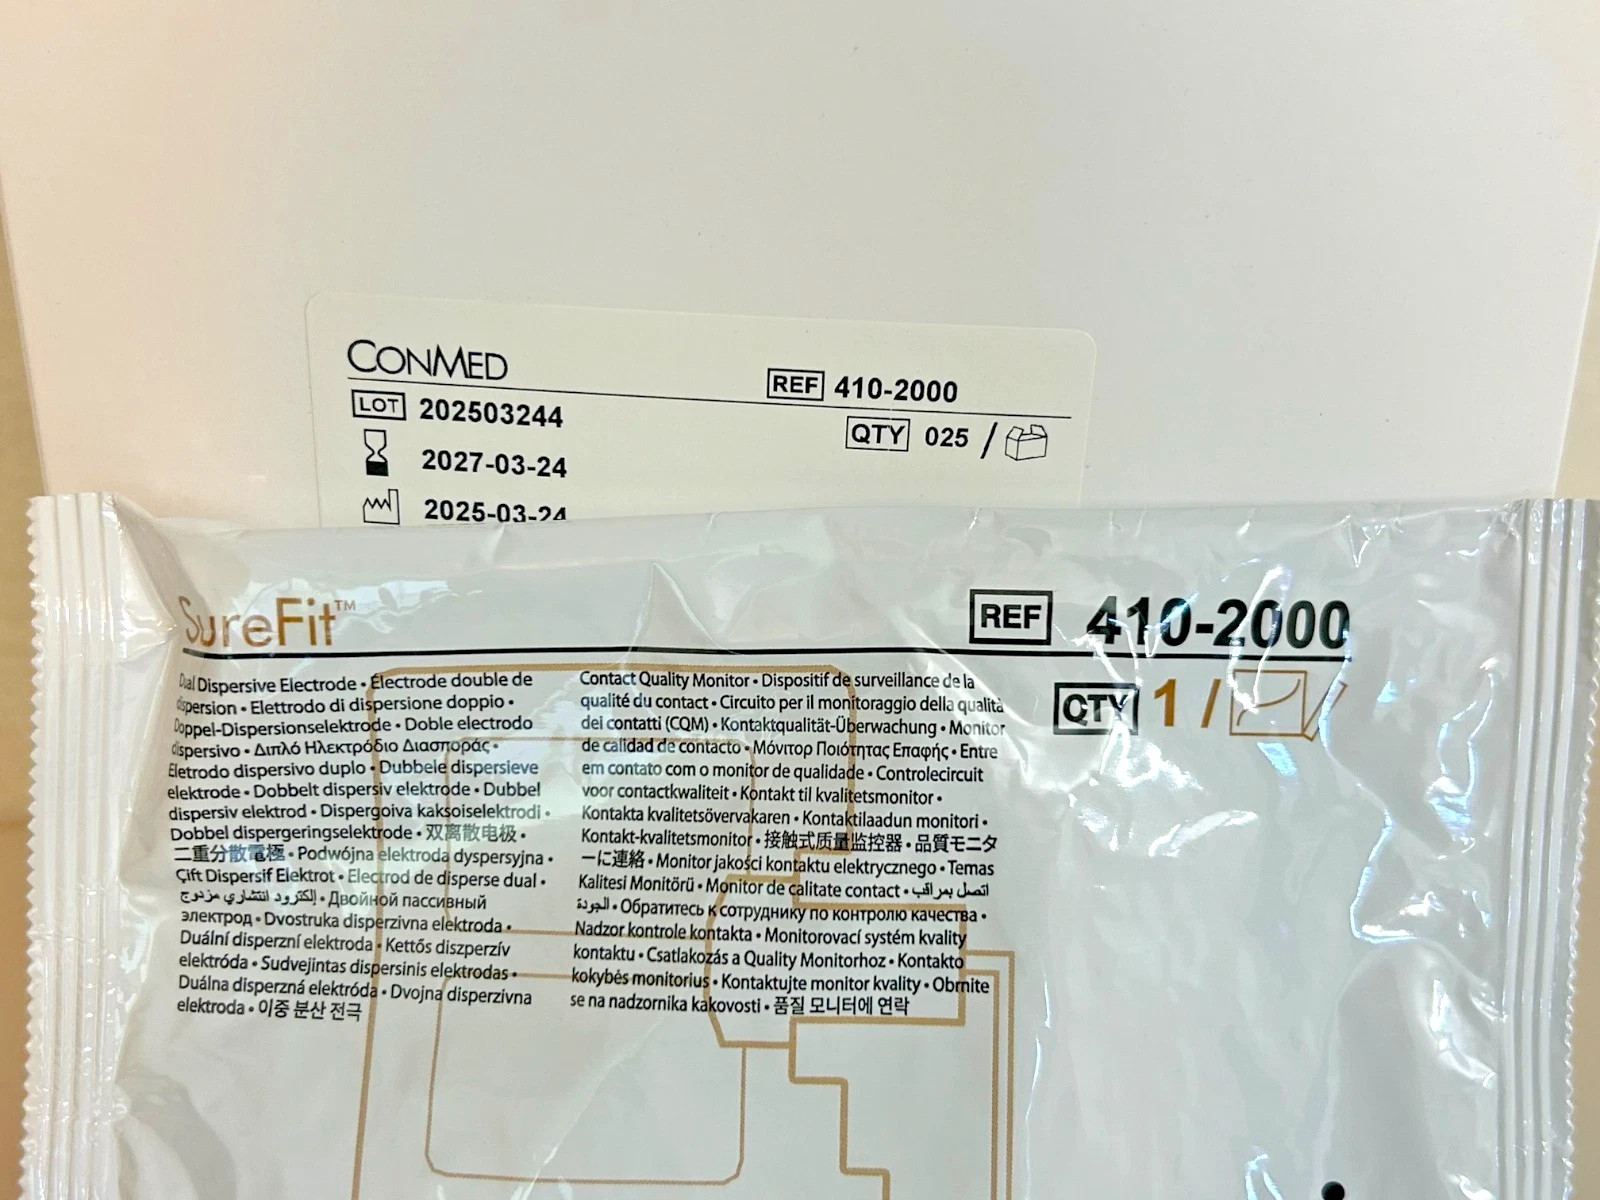 CONMED
REF 410-2000
LOT 202503244
QTY 025 /
2027-03-24
2025-03-24
SureFit™
REF 410-2000
QTY 1 /
Dual Dispersive Electrode • Électrode double de
dispersion • Elettrodo di dispersione doppio •
Doppel-Dispersionselektrode • Doble electrodo
dispersivo • Διπλό Ηλεκτρόδιο Διασποράς •
Eletrodo dispersivo duplo • Dubbele dispersieve
elektrode • Dobbelt dispersiv elektrode • Dubbel
dispersiv elektrod • Dispergoiva kaksoiselektrodi •
Dobbel dispergeringselektrode • 双离散电极 •
二重分散電極 • Podwójna elektroda dyspersyjna •
Çift Dispersif Elektrot • Electrod de disperse dual •
إلكترود انتشاري مزدوج • Двойной пассивный
электрод • Dvostruka disperzivna elektroda •
Duální disperzní elektroda • Kettős diszperzív
elektróda • Sudvejintas dispersinis elektrodas •
Duálna disperzná elektróda • Dvojna disperzivna
elektroda • 이중 분산 전극
Contact Quality Monitor • Dispositif de surveillance de la
qualité du contact • Circuito per il monitoraggio della qualità
dei contatti (CQM) • Kontaktqualität-Überwachung • Monitor
de calidad de contacto • Μόνιτορ Ποιότητας Επαφής • Entre
em contato com o monitor de qualidade • Controlecircuit
voor contactkwaliteit • Kontakt til kvalitetsmonitor •
Kontakta kvalitetsövervakaren • Kontaktilaadun monitori •
Kontakt-kvalitetsmonitor • 接触式质量监控器 • 品質モニタ
ーに連絡 • Monitor jakości kontaktu elektrycznego • Temas
Kalitesi Monitörü • Monitor de calitate contact • اتصل بمراقب
الجودة • Обратитесь к сотруднику по контролю качества •
Nadzor kontrole kontakta • Monitorovací systém kvality
kontaktu • Csatlakozás a Quality Monitorhoz • Kontakto
kokybės monitorius • Kontaktujte monitor kvality • Obrnite
se na nadzornika kakovosti • 품질 모니터에 연락